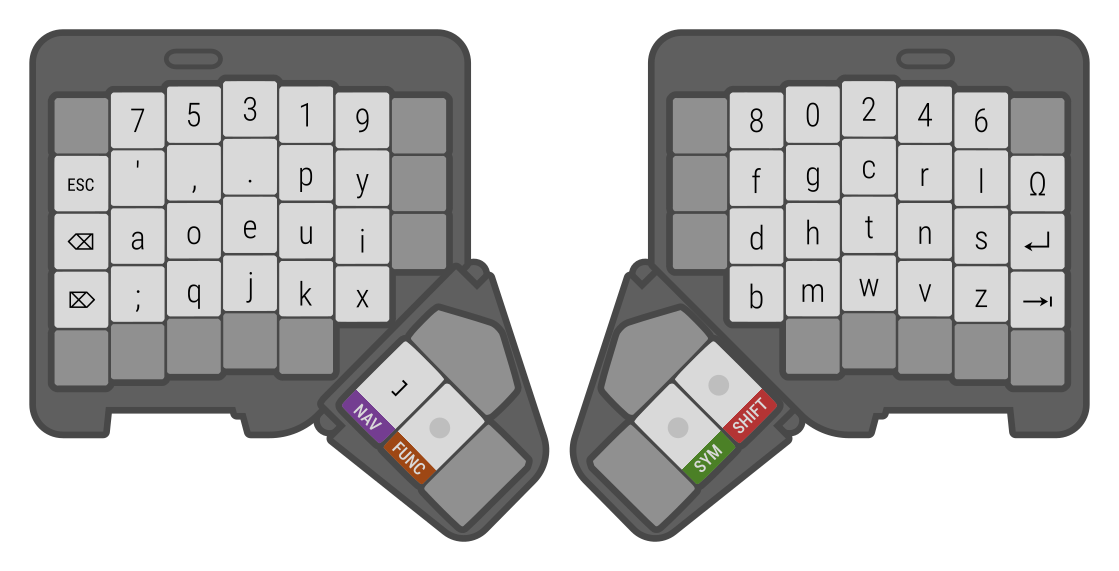 7 5 3 1 9
8 0 2 4 6
ESC ' , . p y
f g c r l Ω
⌫ a o e u i
d h t n s ↵
⌦ ; q j k x
b m w v z →ı
⌴
NAV
FUNC
SHIFT
SYM